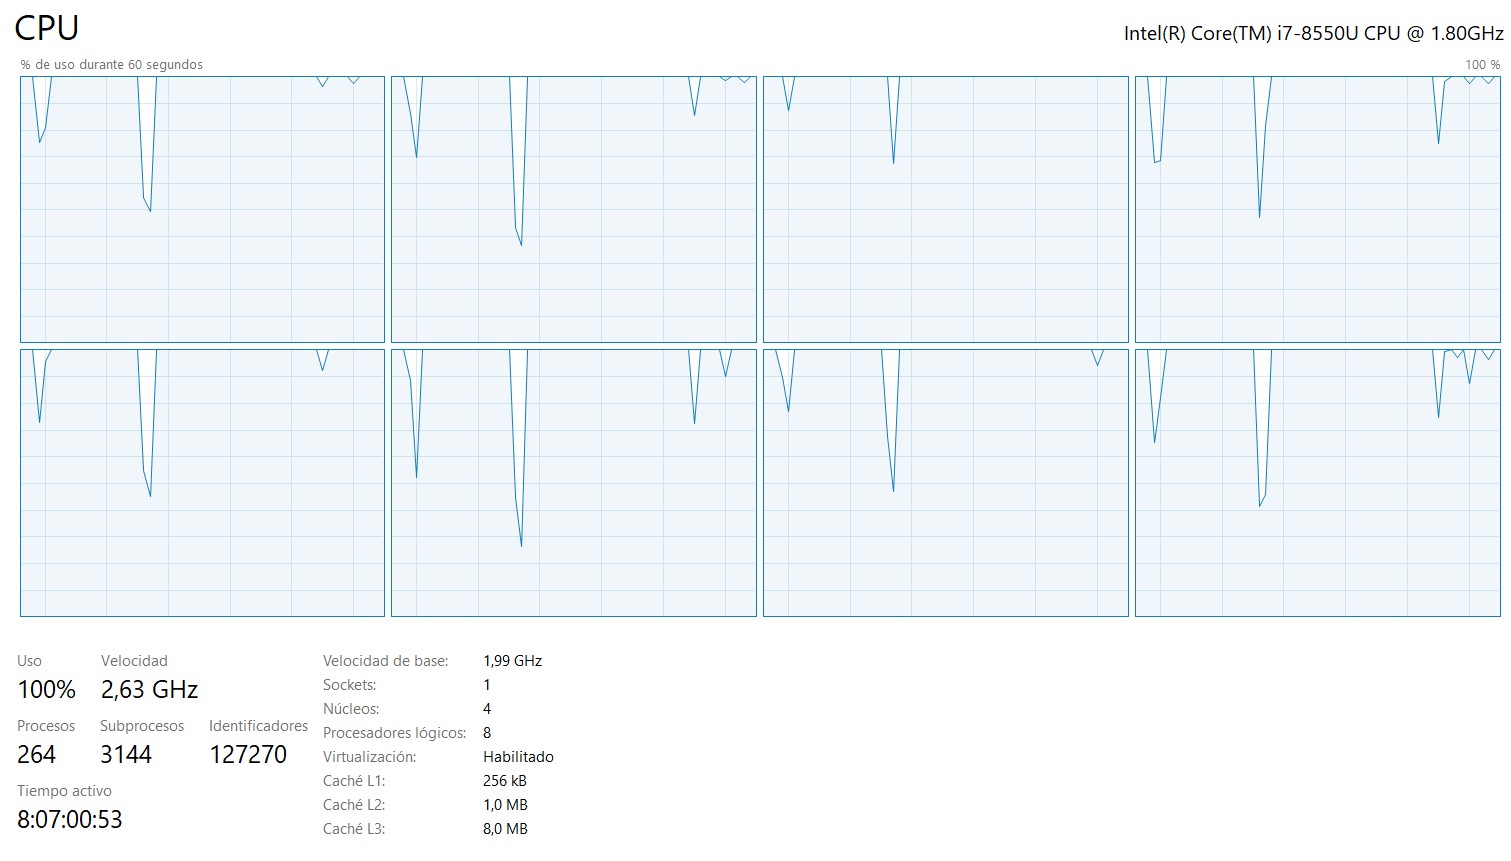 CPU
Intel(R) Core(TM) i7-8550U CPU @ 1.80GHz
% de uso durante 60 segundos
100 %
Uso
Velocidad
100%
2,63 GHz
Procesos
Subprocesos
Identificadores
264
3144
127270
Tiempo activo
8:07:00:53
Velocidad de base: 1,99 GHz
Sockets: 1
Núcleos: 4
Procesadores lógicos: 8
Virtualización: Habilitado
Caché L1: 256 kB
Caché L2: 1,0 MB
Caché L3: 8,0 MB